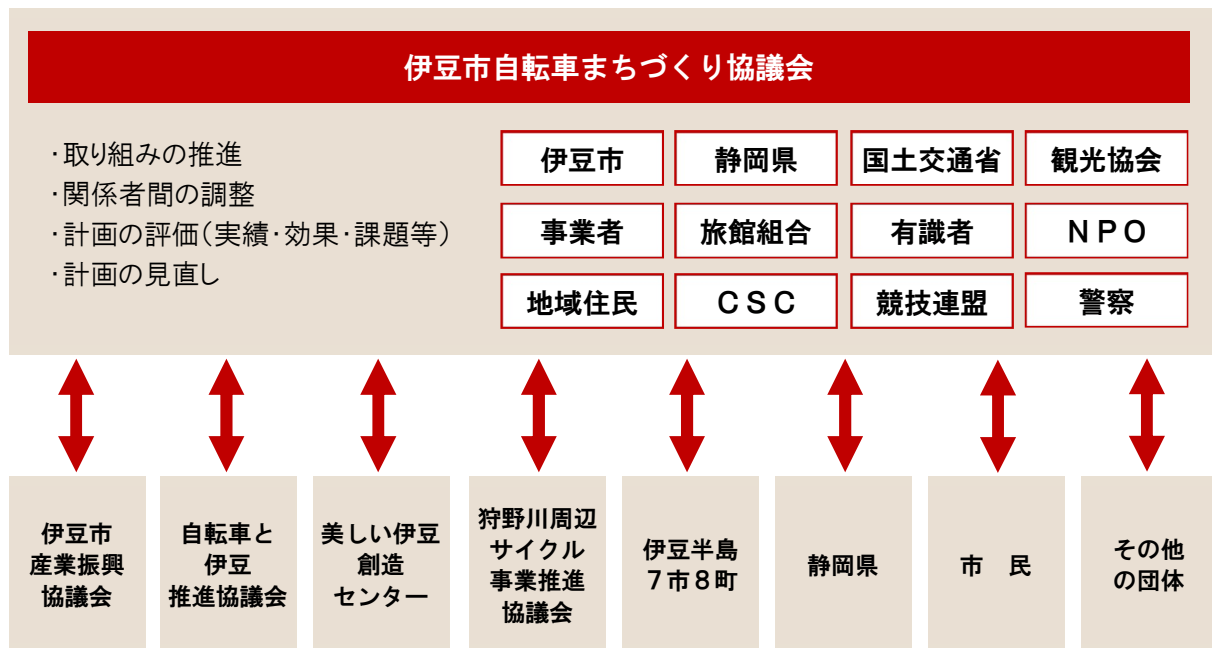 伊豆市自転車まちづくり協議会
・取り組みの推進
・関係者間の調整
・計画の評価（実績・効果・課題等）
・計画の見直し
伊豆市
静岡県
国土交通省
観光協会
事業者
旅館組合
有識者
ＮＰＯ
地域住民
ＣＳＣ
競技連盟
警察
伊豆市
産業振興
協議会
自転車と
伊豆
推進協議会
美しい伊豆
創造
センター
狩野川周辺
サイクル
事業推進
協議会
伊豆半島
７市８町
静岡県
市　民
その他
の団体